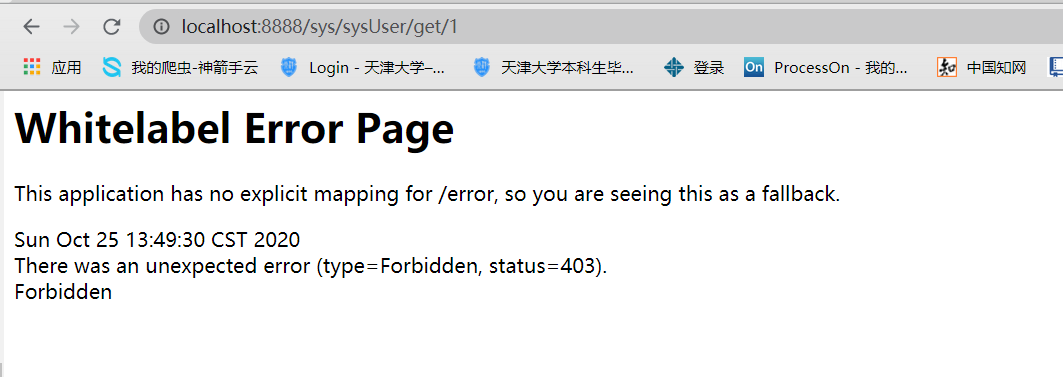 localhost:8888/sys/sysUser/get/1
应用 我的爬虫-神箭手云 Login - 天津大学–... 天津大学本科生毕... 登录 On ProcessOn - 我的... 知 中国知网
Whitelabel Error Page
This application has no explicit mapping for /error, so you are seeing this as a fallback.
Sun Oct 25 13:49:30 CST 2020
There was an unexpected error (type=Forbidden, status=403).
Forbidden